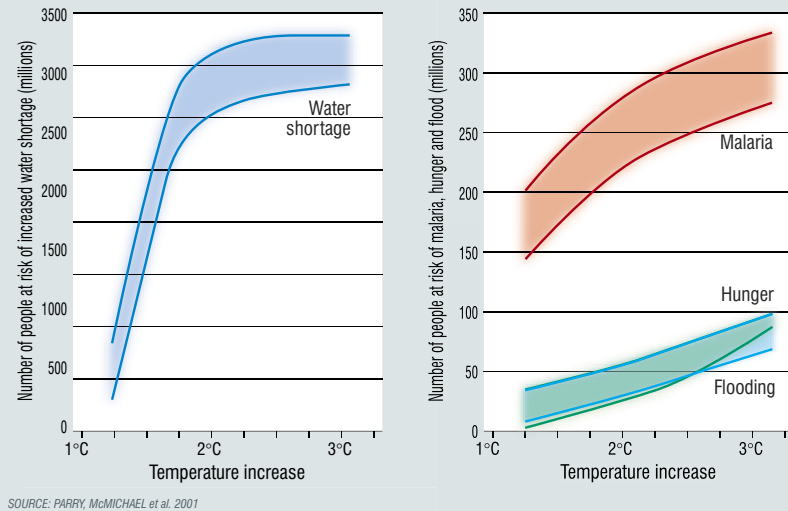 Number of people at risk of increased water shortage (millions)
3500
3000
2500
2000
1500
1000
500
0
Water
shortage
1°C
2°C
3°C
Temperature increase
Number of people at risk of malaria, hunger and flood (millions)
350
300
250
200
150
100
50
0
Malaria
Hunger
Flooding
1°C
2°C
3°C
Temperature increase
SOURCE: PARRY, McMICHAEL et al. 2001